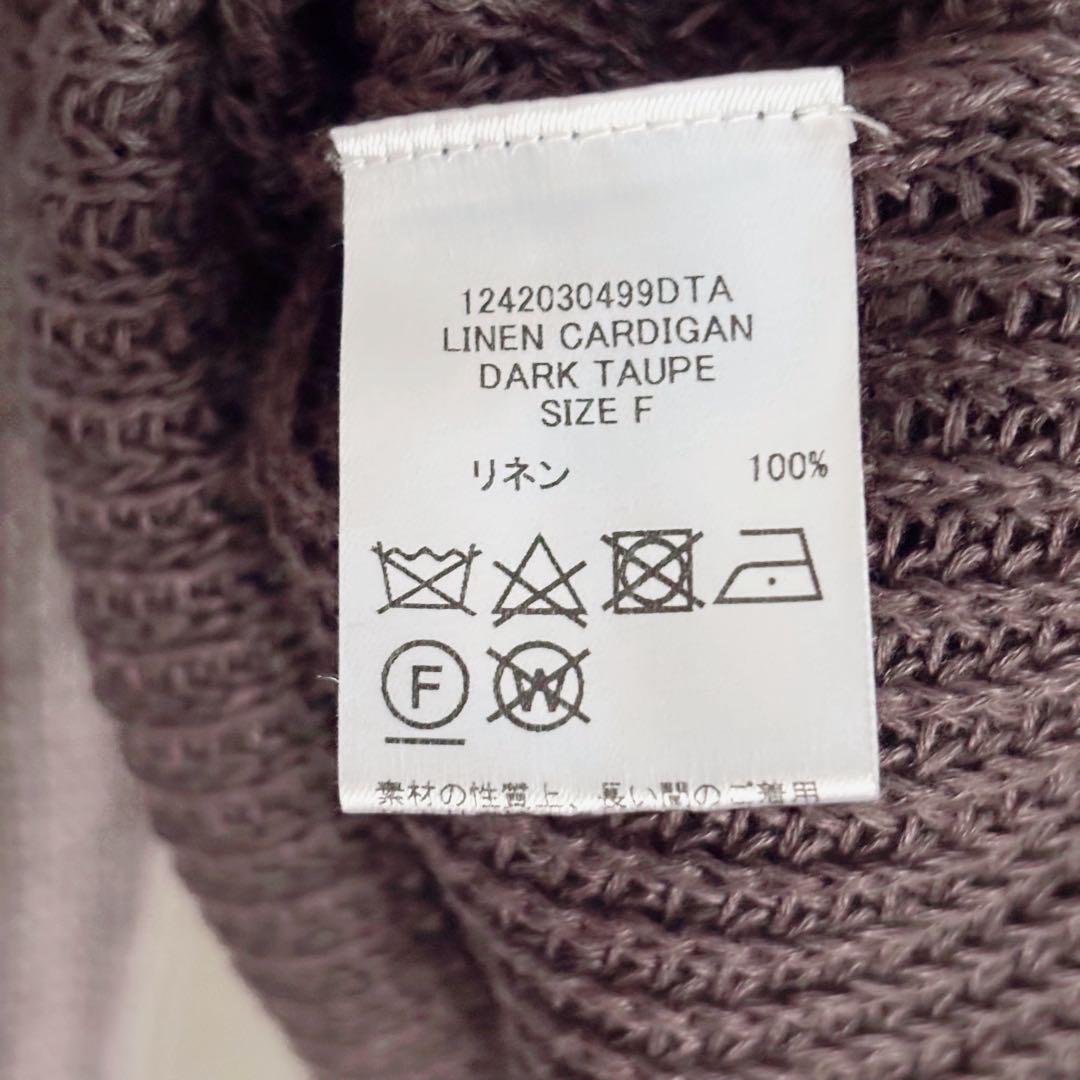 1242030499DTA
LINEN CARDIGAN
DARK TAUPE
SIZE F
リネン 100%
F W
素材の性質上、長い間のご着用